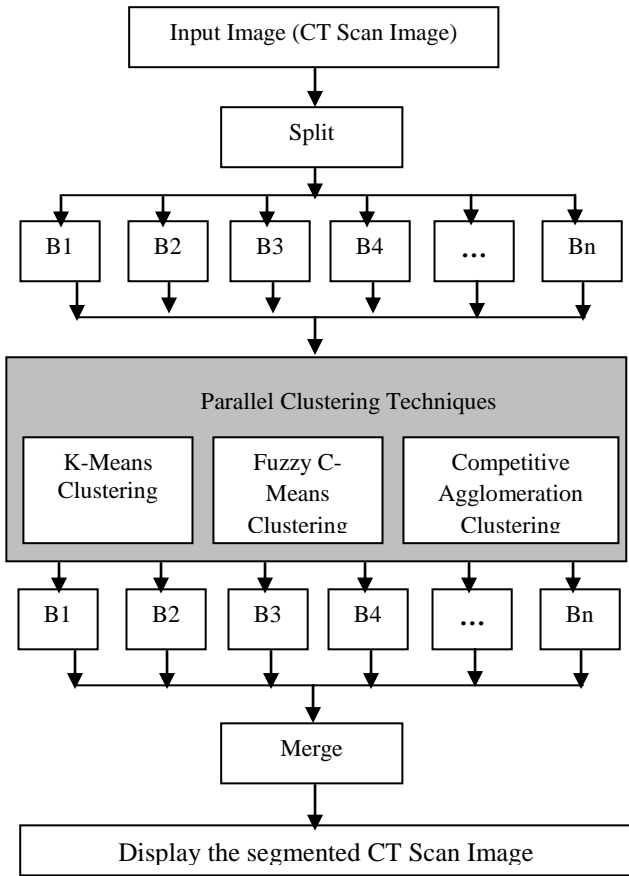 Input Image (CT Scan Image)
Split
B1 B2 B3 B4 ... Bn
Parallel Clustering Techniques
K-Means
Clustering
Fuzzy C-
Means
Clustering
Competitive
Agglomeration
Clustering
B1 B2 B3 B4 ... Bn
Merge
Display the segmented CT Scan Image